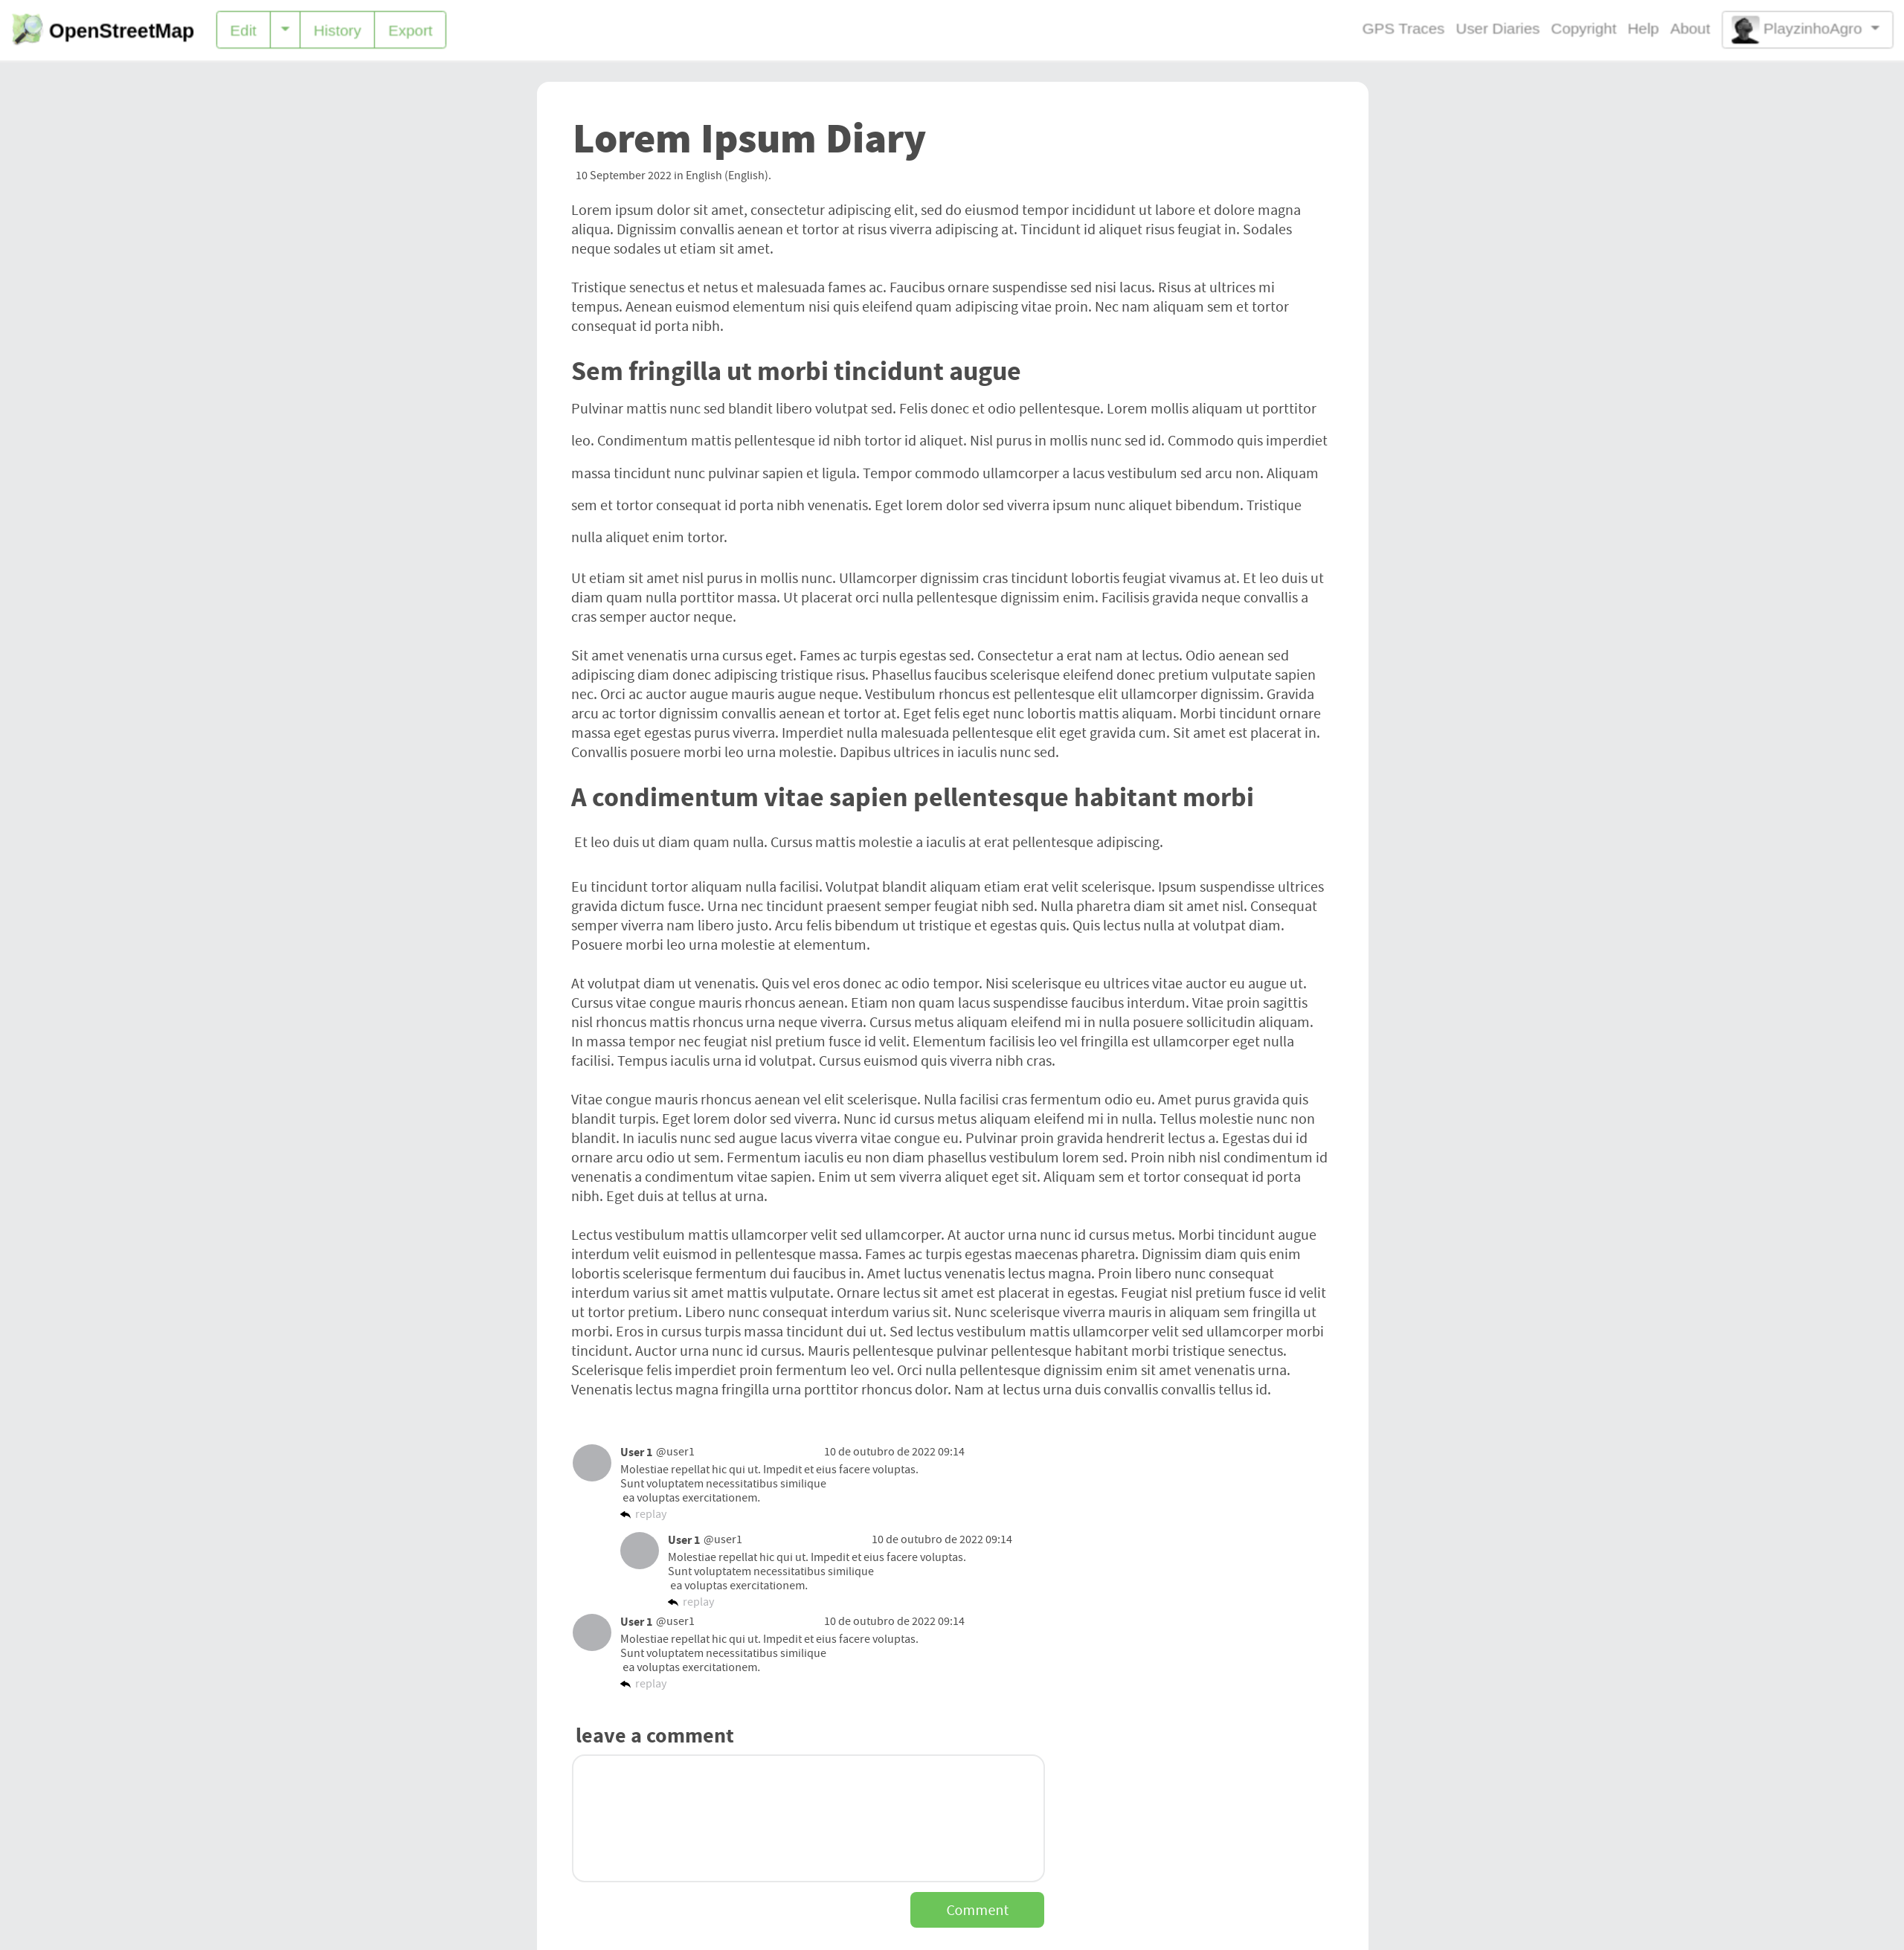 OpenStreetMap Edit History Export GPS Traces User Diaries Copyright Help About PlayzinhoAgro
Lorem Ipsum Diary
10 September 2022 in English (English).
Lorem ipsum dolor sit amet, consectetur adipiscing elit, sed do eiusmod tempor incididunt ut labore et dolore magna
aliqua. Dignissim convallis aenean et tortor at risus viverra adipiscing at. Tincidunt id aliquet risus feugiat in. Sodales
neque sodales ut etiam sit amet.
Tristique senectus et netus et malesuada fames ac. Faucibus ornare suspendisse sed nisi lacus. Risus at ultrices mi
tempus. Aenean euismod elementum nisi quis eleifend quam adipiscing vitae proin. Nec nam aliquam sem et tortor
consequat id porta nibh.
Sem fringilla ut morbi tincidunt augue
Pulvinar mattis nunc sed blandit libero volutpat sed. Felis donec et odio pellentesque. Lorem mollis aliquam ut porttitor
leo. Condimentum mattis pellentesque id nibh tortor id aliquet. Nisl purus in mollis nunc sed id. Commodo quis imperdiet
massa tincidunt nunc pulvinar sapien et ligula. Tempor commodo ullamcorper a lacus vestibulum sed arcu non. Aliquam
sem et tortor consequat id porta nibh venenatis. Eget lorem dolor sed viverra ipsum nunc aliquet bibendum. Tristique
nulla aliquet enim tortor.
Ut etiam sit amet nisl purus in mollis nunc. Ullamcorper dignissim cras tincidunt lobortis feugiat vivamus at. Et leo duis ut
diam quam nulla porttitor massa. Ut placerat orci nulla pellentesque dignissim enim. Facilisis gravida neque convallis a
cras semper auctor neque.
Sit amet venenatis urna cursus eget. Fames ac turpis egestas sed. Consectetur a erat nam at lectus. Odio aenean sed
adipiscing diam donec adipiscing tristique risus. Phasellus faucibus scelerisque eleifend donec pretium vulputate sapien
nec. Orci ac auctor augue mauris augue neque. Vestibulum rhoncus est pellentesque elit ullamcorper dignissim. Gravida
arcu ac tortor dignissim convallis aenean et tortor at. Eget felis eget nunc lobortis mattis aliquam. Morbi tincidunt ornare
massa eget egestas purus viverra. Imperdiet nulla malesuada pellentesque elit eget gravida cum. Sit amet est placerat in.
Convallis posuere morbi leo urna molestie. Dapibus ultrices in iaculis nunc sed.
A condimentum vitae sapien pellentesque habitant morbi
Et leo duis ut diam quam nulla. Cursus mattis molestie a iaculis at erat pellentesque adipiscing.
Eu tincidunt tortor aliquam nulla facilisi. Volutpat blandit aliquam etiam erat velit scelerisque. Ipsum suspendisse ultrices
gravida dictum fusce. Urna nec tincidunt praesent semper feugiat nibh sed. Nulla pharetra diam sit amet nisl. Consequat
semper viverra nam libero justo. Arcu felis bibendum ut tristique et egestas quis. Quis lectus nulla at volutpat diam.
Posuere morbi leo urna molestie at elementum.
At volutpat diam ut venenatis. Quis vel eros donec ac odio tempor. Nisi scelerisque eu ultrices vitae auctor eu augue ut.
Cursus vitae congue mauris rhoncus aenean. Etiam non quam lacus suspendisse faucibus interdum. Vitae proin sagittis
nisl rhoncus mattis rhoncus urna neque viverra. Cursus metus aliquam eleifend mi in nulla posuere sollicitudin aliquam.
In massa tempor nec feugiat nisl pretium fusce id velit. Elementum facilisis leo vel fringilla est ullamcorper eget nulla
facilisi. Tempus iaculis urna id volutpat. Cursus euismod quis viverra nibh cras.
Vitae congue mauris rhoncus aenean vel elit scelerisque. Nulla facilisi cras fermentum odio eu. Amet purus gravida quis
blandit turpis. Eget lorem dolor sed viverra. Nunc id cursus metus aliquam eleifend mi in nulla. Tellus molestie nunc non
blandit. In iaculis nunc sed augue lacus viverra vitae congue eu. Pulvinar proin gravida hendrerit lectus a. Egestas dui id
ornare arcu odio ut sem. Fermentum iaculis eu non diam phasellus vestibulum lorem sed. Proin nibh nisl condimentum id
venenatis a condimentum vitae sapien. Enim ut sem viverra aliquet eget sit. Aliquam sem et tortor consequat id porta
nibh. Eget duis at tellus at urna.
Lectus vestibulum mattis ullamcorper velit sed ullamcorper. At auctor urna nunc id cursus metus. Morbi tincidunt augue
interdum velit euismod in pellentesque massa. Fames ac turpis egestas maecenas pharetra. Dignissim diam quis enim
lobortis scelerisque fermentum dui faucibus in. Amet luctus venenatis lectus magna. Proin libero nunc consequat
interdum varius sit amet mattis vulputate. Ornare lectus sit amet est placerat in egestas. Feugiat nisl pretium fusce id velit
ut tortor pretium. Libero nunc consequat interdum varius sit. Nunc scelerisque viverra mauris in aliquam sem fringilla ut
morbi. Eros in cursus turpis massa tincidunt dui ut. Sed lectus vestibulum mattis ullamcorper velit sed ullamcorper morbi
tincidunt. Auctor urna nunc id cursus. Mauris pellentesque pulvinar pellentesque habitant morbi tristique senectus.
Scelerisque felis imperdiet proin fermentum leo vel. Orci nulla pellentesque dignissim enim sit amet venenatis urna.
Venenatis lectus magna fringilla urna porttitor rhoncus dolor. Nam at lectus urna duis convallis convallis tellus id.
User 1 @user1 10 de outubro de 2022 09:14
Molestiae repellat hic qui ut. Impedit et eius facere voluptas.
Sunt voluptatem necessitatibus similique
ea voluptas exercitationem.
replay
User 1 @user1 10 de outubro de 2022 09:14
Molestiae repellat hic qui ut. Impedit et eius facere voluptas.
Sunt voluptatem necessitatibus similique
ea voluptas exercitationem.
replay
User 1 @user1 10 de outubro de 2022 09:14
Molestiae repellat hic qui ut. Impedit et eius facere voluptas.
Sunt voluptatem necessitatibus similique
ea voluptas exercitationem.
replay
leave a comment
Comment